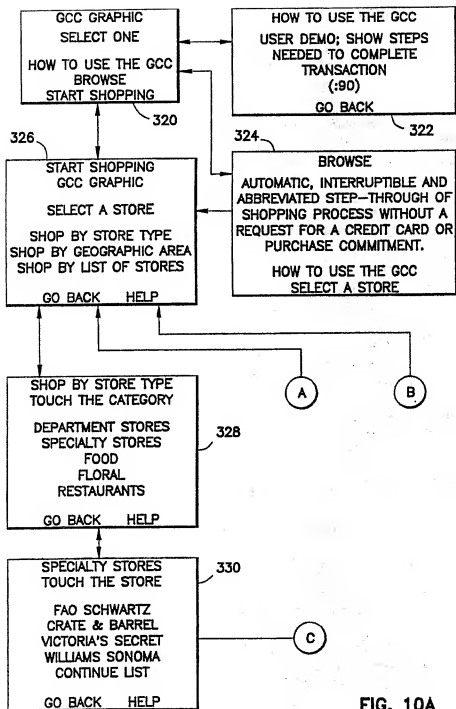 GCC GRAPHIC
SELECT ONE
HOW TO USE THE GCC
BROWSE
START SHOPPING
320
HOW TO USE THE GCC
USER DEMO; SHOW STEPS
NEEDED TO COMPLETE
TRANSACTION
(:90)
GO BACK
322
326
START SHOPPING
GCC GRAPHIC
SELECT A STORE
SHOP BY STORE TYPE
SHOP BY GEOGRAPHIC AREA
SHOP BY LIST OF STORES
GO BACK HELP
324
BROWSE
AUTOMATIC, INTERRUPTIBLE AND
ABBREVIATED STEP-THROUGH OF
SHOPPING PROCESS WITHOUT A
REQUEST FOR A CREDIT CARD OR
PURCHASE COMMITMENT.
HOW TO USE THE GCC
SELECT A STORE
A
B
SHOP BY STORE TYPE
TOUCH THE CATEGORY
DEPARTMENT STORES
SPECIALTY STORES
FOOD
FLORAL
RESTAURANTS
GO BACK HELP
328
SPECIALTY STORES
TOUCH THE STORE
FAO SCHWARTZ
CRATE & BARREL
VICTORIA'S SECRET
WILLIAMS SONOMA
CONTINUE LIST
GO BACK HELP
330
C
FIG. 10A